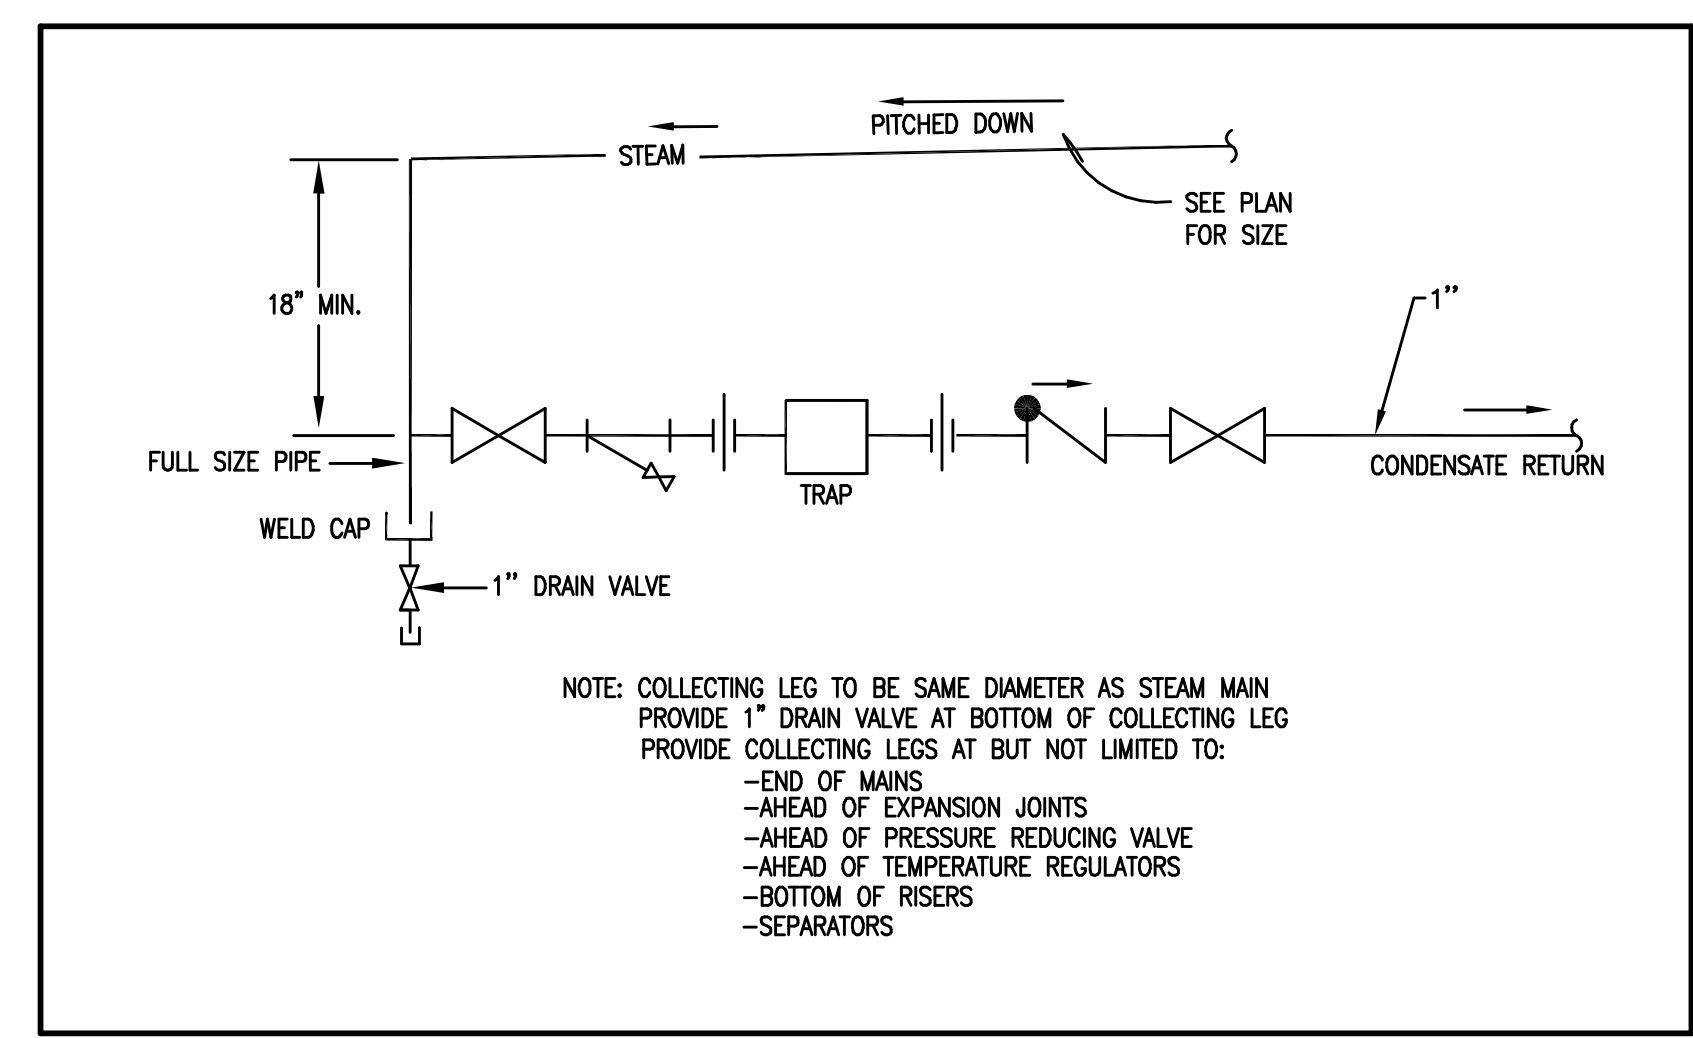 PITCHED DOWN
STEAM
SEE PLAN
FOR SIZE
18" MIN.
1"
FULL SIZE PIPE
CONDENSATE RETURN
TRAP
WELD CAP
1" DRAIN VALVE
NOTE: COLLECTING LEG TO BE SAME DIAMETER AS STEAM MAIN
PROVIDE 1" DRAIN VALVE AT BOTTOM OF COLLECTING LEG
PROVIDE COLLECTING LEGS AT BUT NOT LIMITED TO:
-END OF MAINS
-AHEAD OF EXPANSION JOINTS
-AHEAD OF PRESSURE REDUCING VALVE
-AHEAD OF TEMPERATURE REGULATORS
-BOTTOM OF RISERS
-SEPARATORS